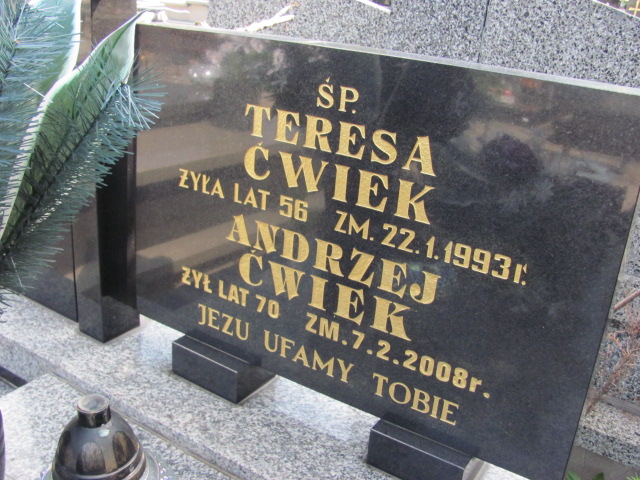 ŚP.
TERESA
ĆWIEK
ŻYŁA LAT 56 ZM. 22.1.1993r.
ANDRZEJ
ĆWIEK
ŻYŁ LAT 70 ZM. 7.2.2008r.
JEZU UFAMY TOBIE